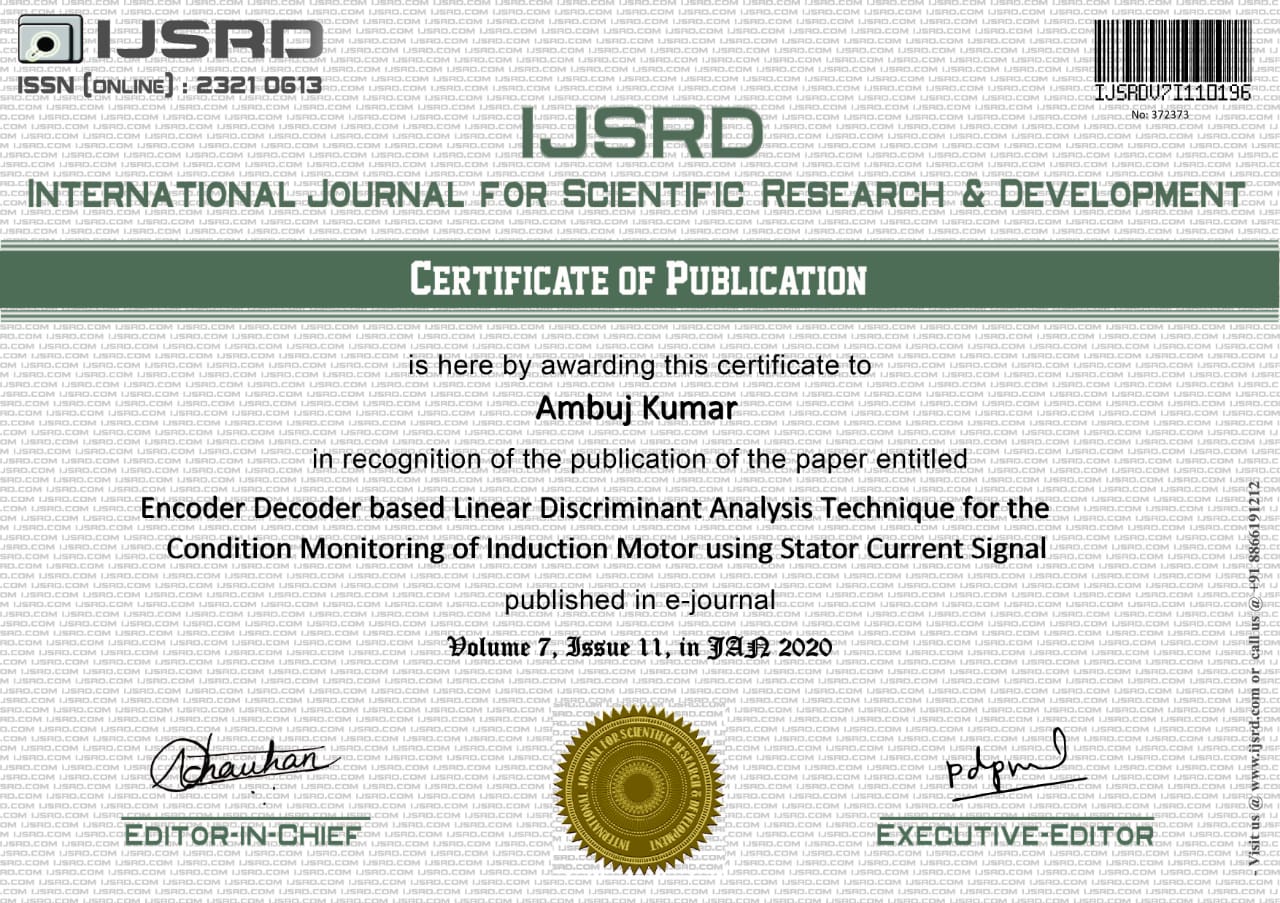 IJSRD
ISSN (ONLINE) : 2321 0613
IJSRDV7I110196
No: 372373
IJSRD
INTERNATIONAL JOURNAL FOR SCIENTIFIC RESEARCH & DEVELOPMENT
CERTIFICATE OF PUBLICATION
is here by awarding this certificate to
Ambuj Kumar
in recognition of the publication of the paper entitled
Encoder Decoder based Linear Discriminant Analysis Technique for the
Condition Monitoring of Induction Motor using Stator Current Signal
published in e-journal
Volume 7, Issue 11, in JAN 2020
Chauhan
EDITOR-IN-CHIEF
INTERNATIONAL JOURNAL FOR SCIENTIFIC RESEARCH & DEVELOPMENT
EXECUTIVE-EDITOR
- Visit us @ www.ijsrd.com or call us @ +91 8866191212